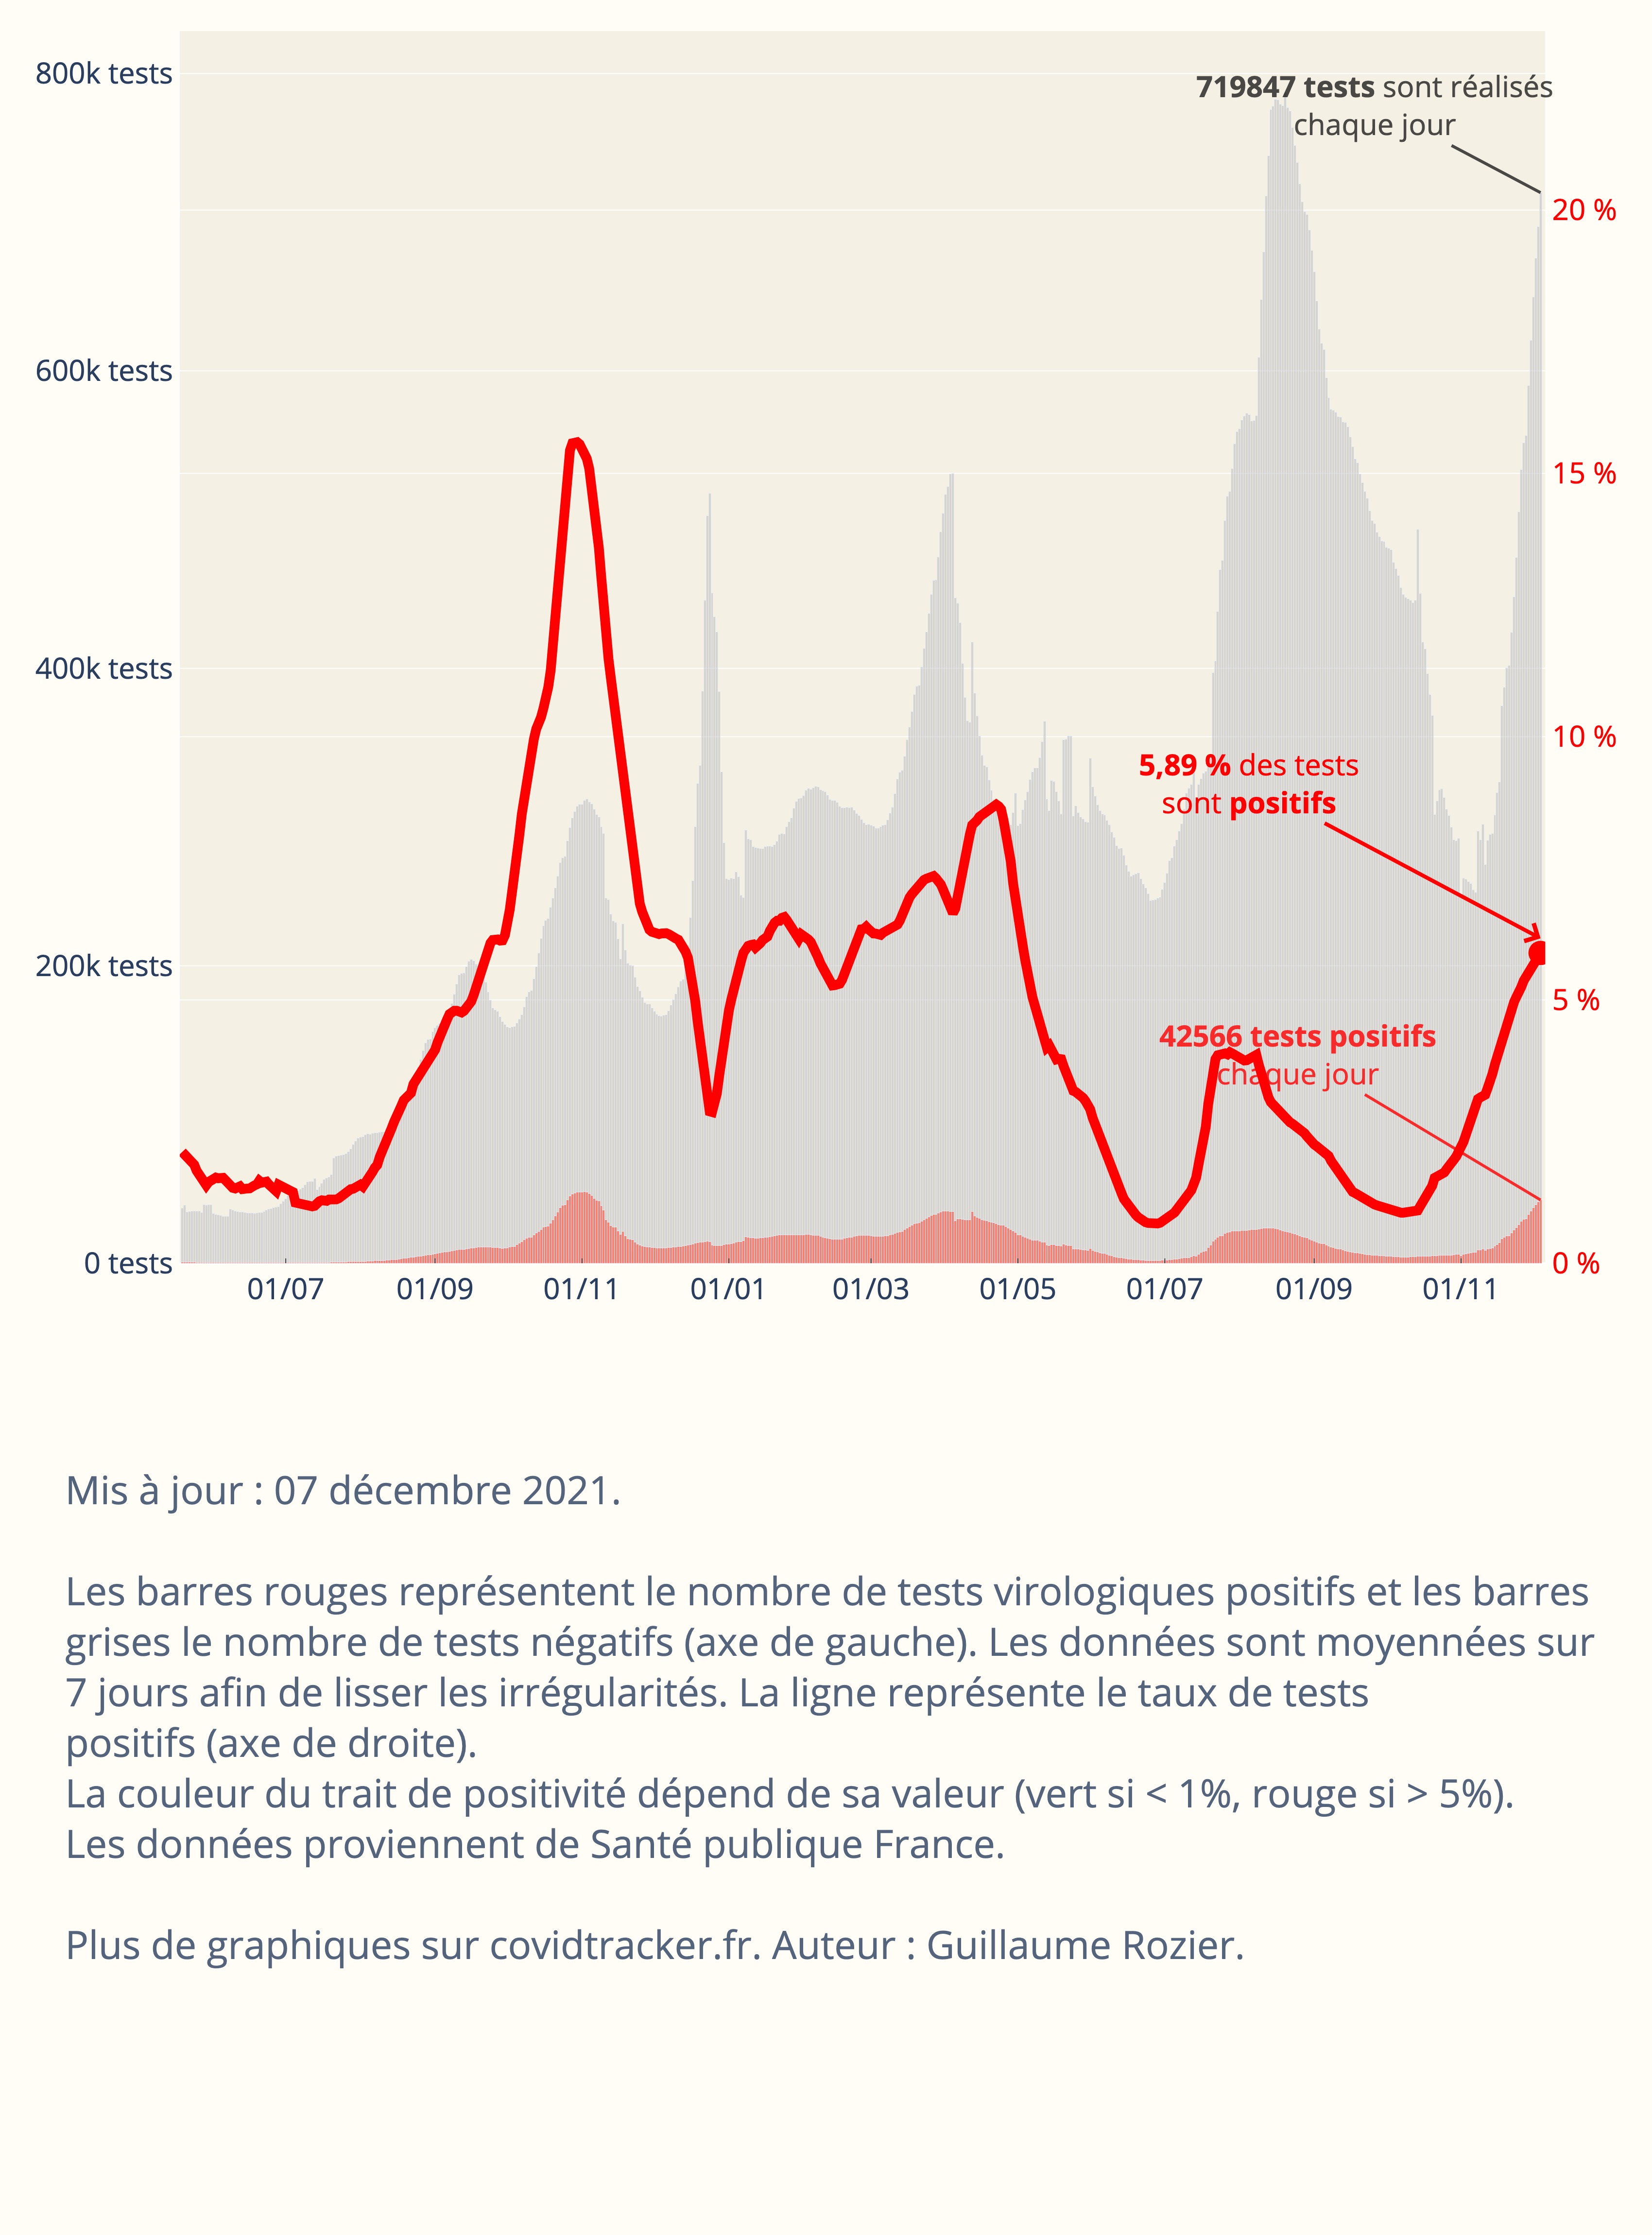 800k tests
719847 tests sont réalisés
chaque jour
20 %
600k tests
15 %
400k tests
10 %
5,89 % des tests
sont positifs
200k tests
5 %
42566 tests positifs
chaque jour
0 tests
0 %
01/07 01/09 01/11 01/01 01/03 01/05 01/07 01/09 01/11
Mis à jour : 07 décembre 2021.
Les barres rouges représentent le nombre de tests virologiques positifs et les barres
grises le nombre de tests négatifs (axe de gauche). Les données sont moyennées sur
7 jours afin de lisser les irrégularités. La ligne représente le taux de tests
positifs (axe de droite).
La couleur du trait de positivité dépend de sa valeur (vert si < 1%, rouge si > 5%).
Les données proviennent de Santé publique France.
Plus de graphiques sur covidtracker.fr. Auteur : Guillaume Rozier.